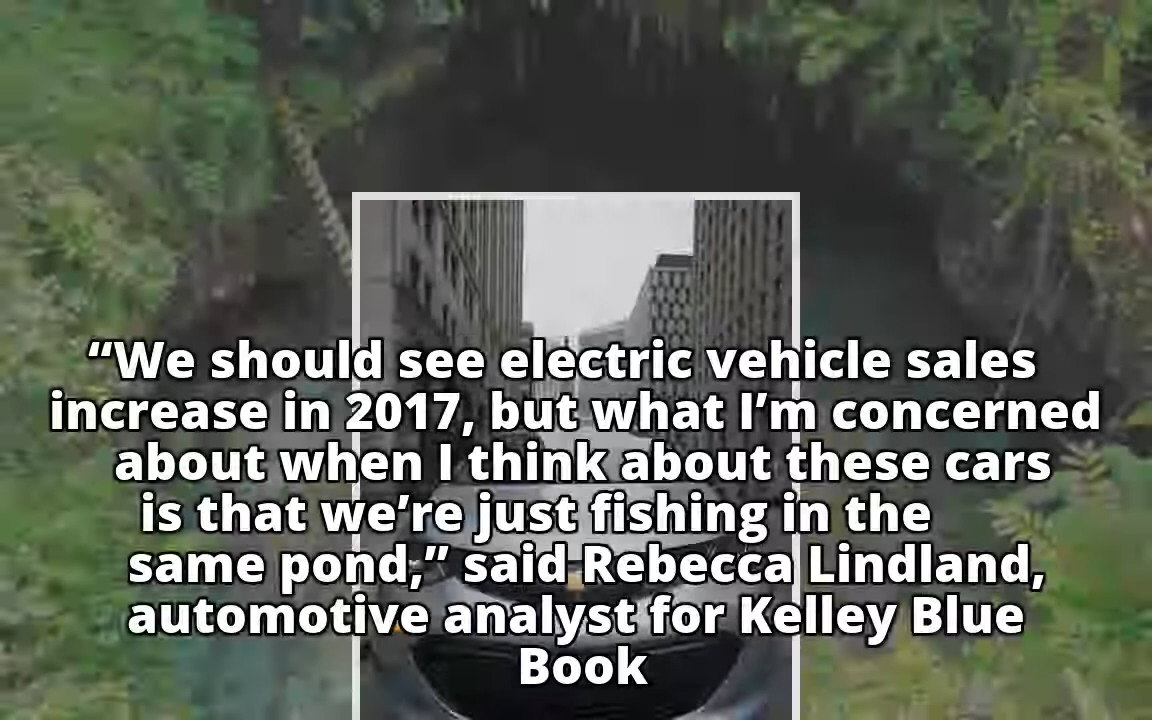 “We should see electric vehicle sales
increase in 2017, but what I’m concerned
about when I think about these cars
is that we’re just fishing in the
same pond,” said Rebecca Lindland,
automotive analyst for Kelley Blue
Book